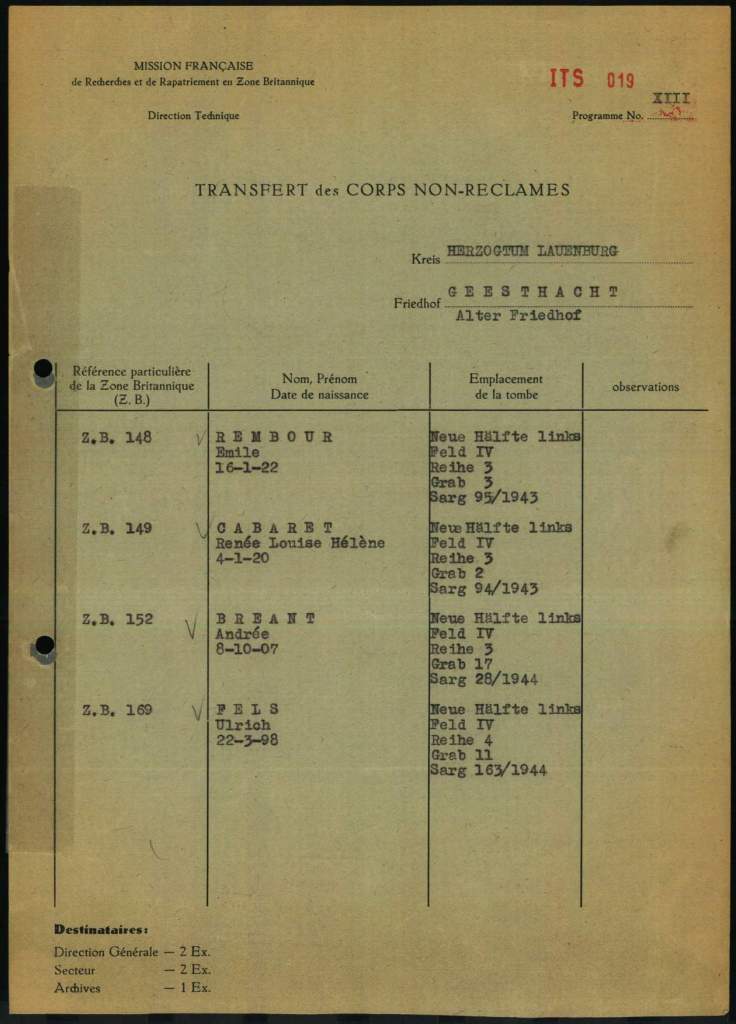 MISSION FRANÇAISE
de Recherches et de Rapatriement en Zone Britannique
Direction Technique
ITS 019
XIII
Programme No.
TRANSFERT des CORPS NON-RECLAMES
Kreis HERZOGTUM LAUENBURG
Friedhof G E E S T H A C H T
Alter Friedhof
Référence particulière
de la Zone Britannique
(Z. B.)
Nom, Prénom
Date de naissance
Emplacement
de la tombe
observations
Z.B. 148
R E M B O U R
Emile
16-1-22
Neue Hälfte links
Feld IV
Reihe 3
Grab 3
Sarg 95/1943
Z.B. 149
C A B A R E T
Renée Louise Hélène
4-1-20
Neue Hälfte links
Feld IV
Reihe 3
Grab 2
Sarg 94/1943
Z.B. 152
B R E A N T
Andrée
8-10-07
Neue Hälfte links
Feld IV
Reihe 3
Grab 17
Sarg 28/1944
Z.B. 169
F E L S
Ulrich
22-3-98
Neue Hälfte links
Feld IV
Reihe 4
Grab 11
Sarg 163/1944
Destinataires:
Direction Générale — 2 Ex.
Secteur — 2 Ex.
Archives — 1 Ex.